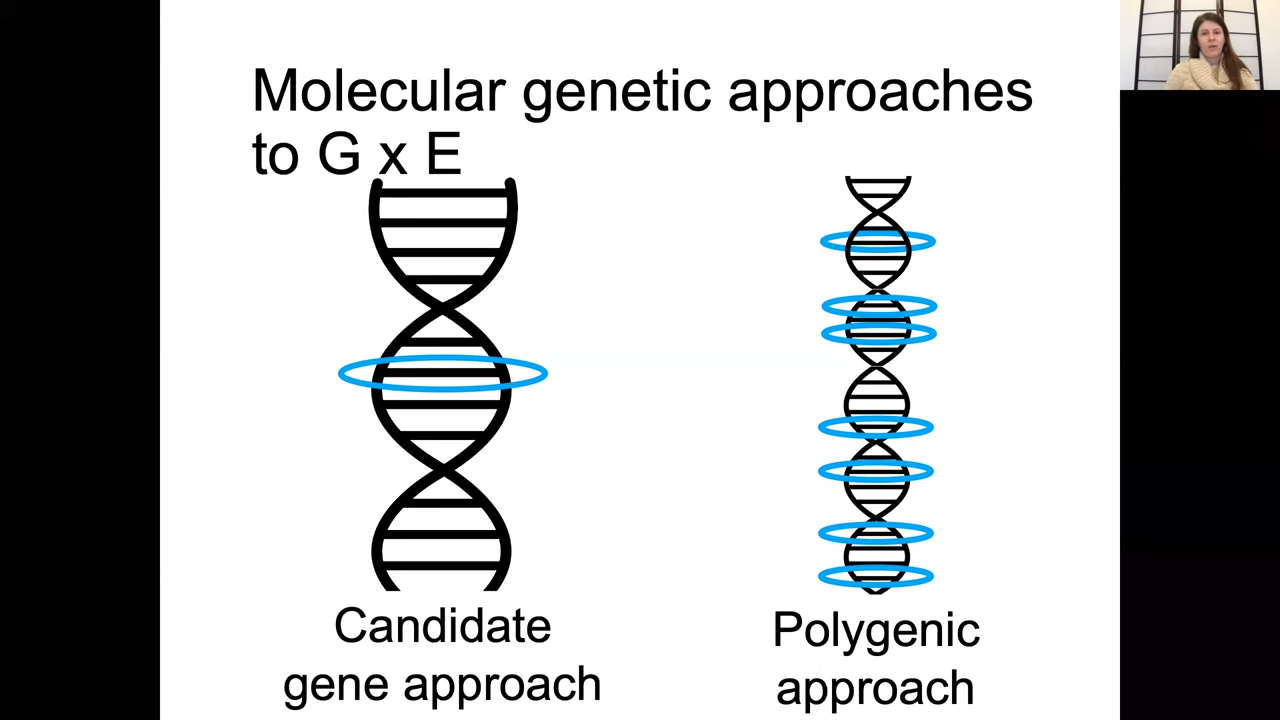 Molecular genetic approaches
to G x E
Candidate
gene approach
Polygenic
approach